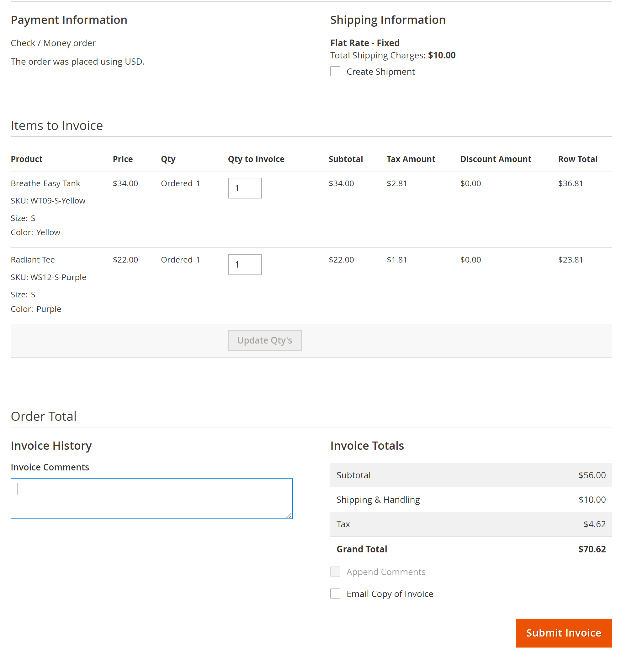 Payment Information
Check / Money order
The order was placed using USD.
Shipping Information
Flat Rate - Fixed
Total Shipping Charges: $10.00
Create Shipment
Items to Invoice
Product Price Qty Qty to Invoice Subtotal Tax Amount Discount Amount Row Total
Breathe Easy Tank $34.00 Ordered 1 1 $34.00 $2.81 $0.00 $36.81
SKU: WT09-S-Yellow
Size: S
Color: Yellow
Radiant Tee $22.00 Ordered 1 1 $22.00 $1.81 $0.00 $23.81
SKU: WS12-S-Purple
Size: S
Color: Purple
Update Qty's
Order Total
Invoice History
Invoice Comments
Invoice Totals
Subtotal $56.00
Shipping & Handling $10.00
Tax $4.62
Grand Total $70.62
Append Comments
Email Copy of Invoice
Submit Invoice